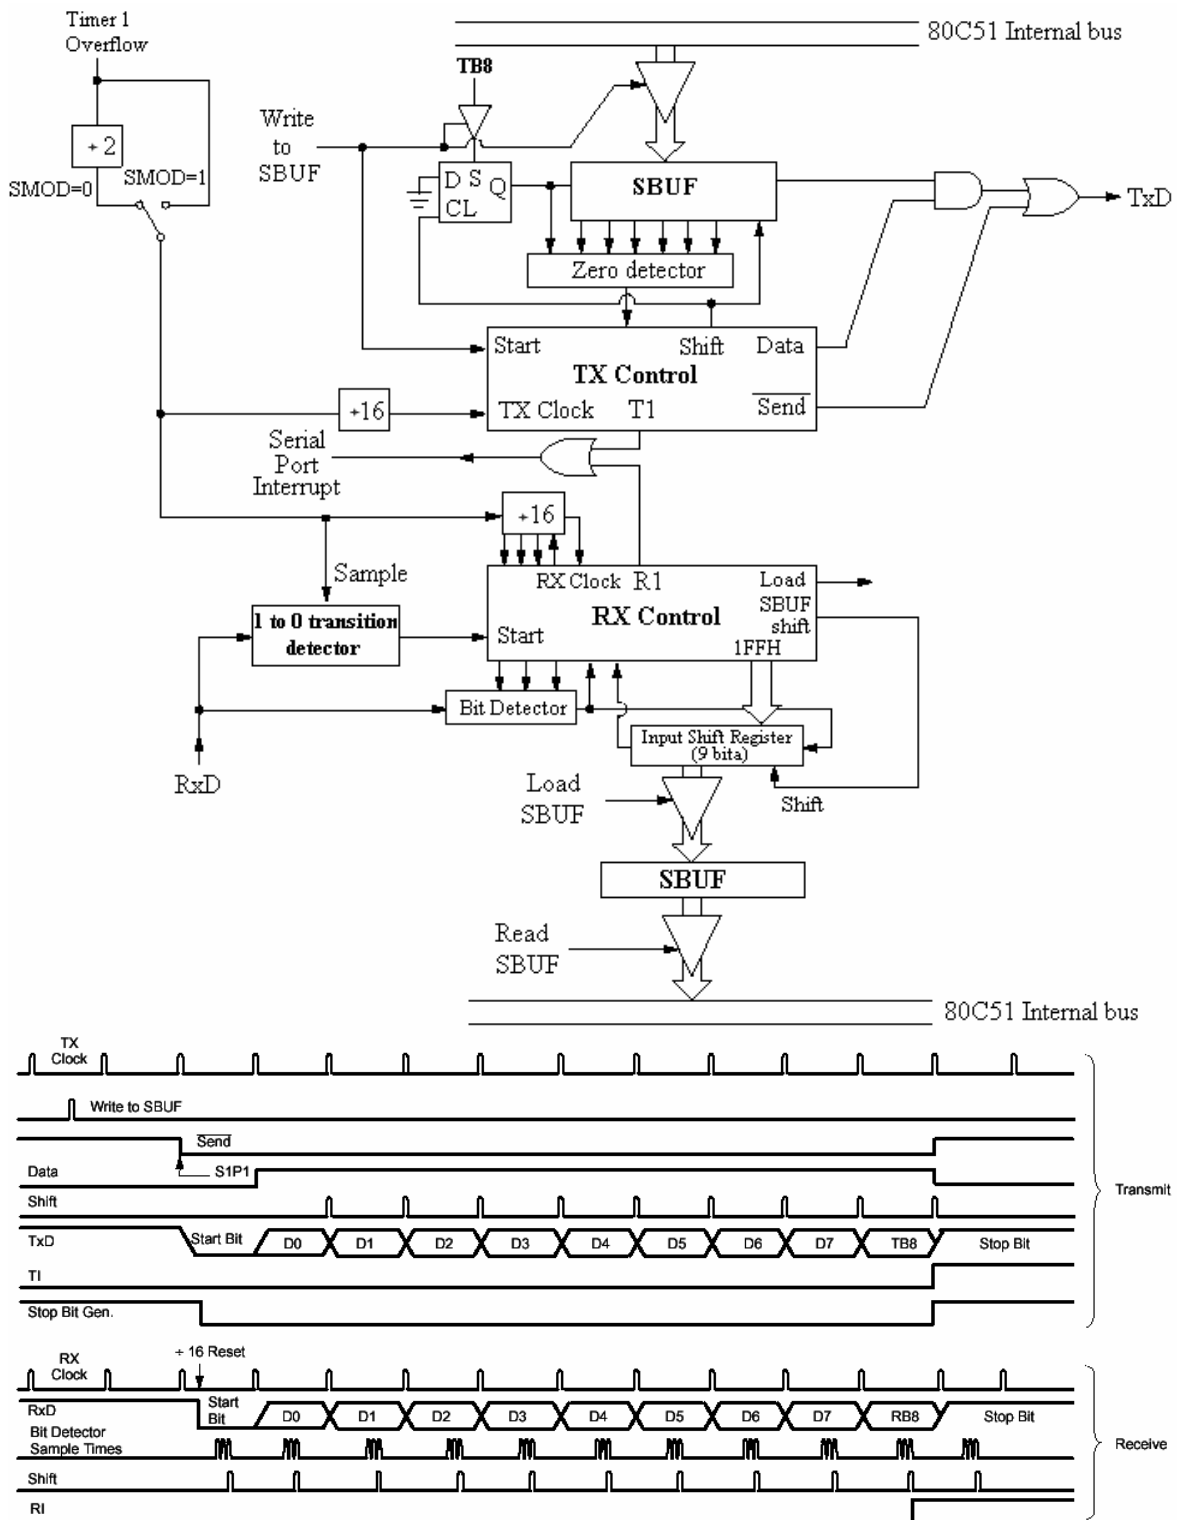 Timer 1
Overflow
80C51 Internal bus
TB8
Write
to
SBUF
÷2
SMOD=0
SMOD=1
D S Q
CL
SBUF
TxD
Zero detector
Start
Shift
Data
TX Control
÷16
TX Clock
T1
Send
Serial
Port
Interrupt
÷16
Sample
RX Clock
R1
Load
SBUF
shift
RX Control
1 to 0 transition
detector
Start
1FFH
Bit Detector
Input Shift Register
(9 bita)
RxD
Load
SBUF
Shift
SBUF
Read
SBUF
80C51 Internal bus
TX
Clock
Write to SBUF
Send
S1P1
Data
Transmit
Shift
TxD
Start Bit
D0
D1
D2
D3
D4
D5
D6
D7
TB8
Stop Bit
TI
Stop Bit Gen.
÷ 16 Reset
RX
Clock
RxD
Start
Bit
D0
D1
D2
D3
D4
D5
D6
D7
RB8
Stop Bit
Bit Detector
Sample Times
Receive
Shift
RI